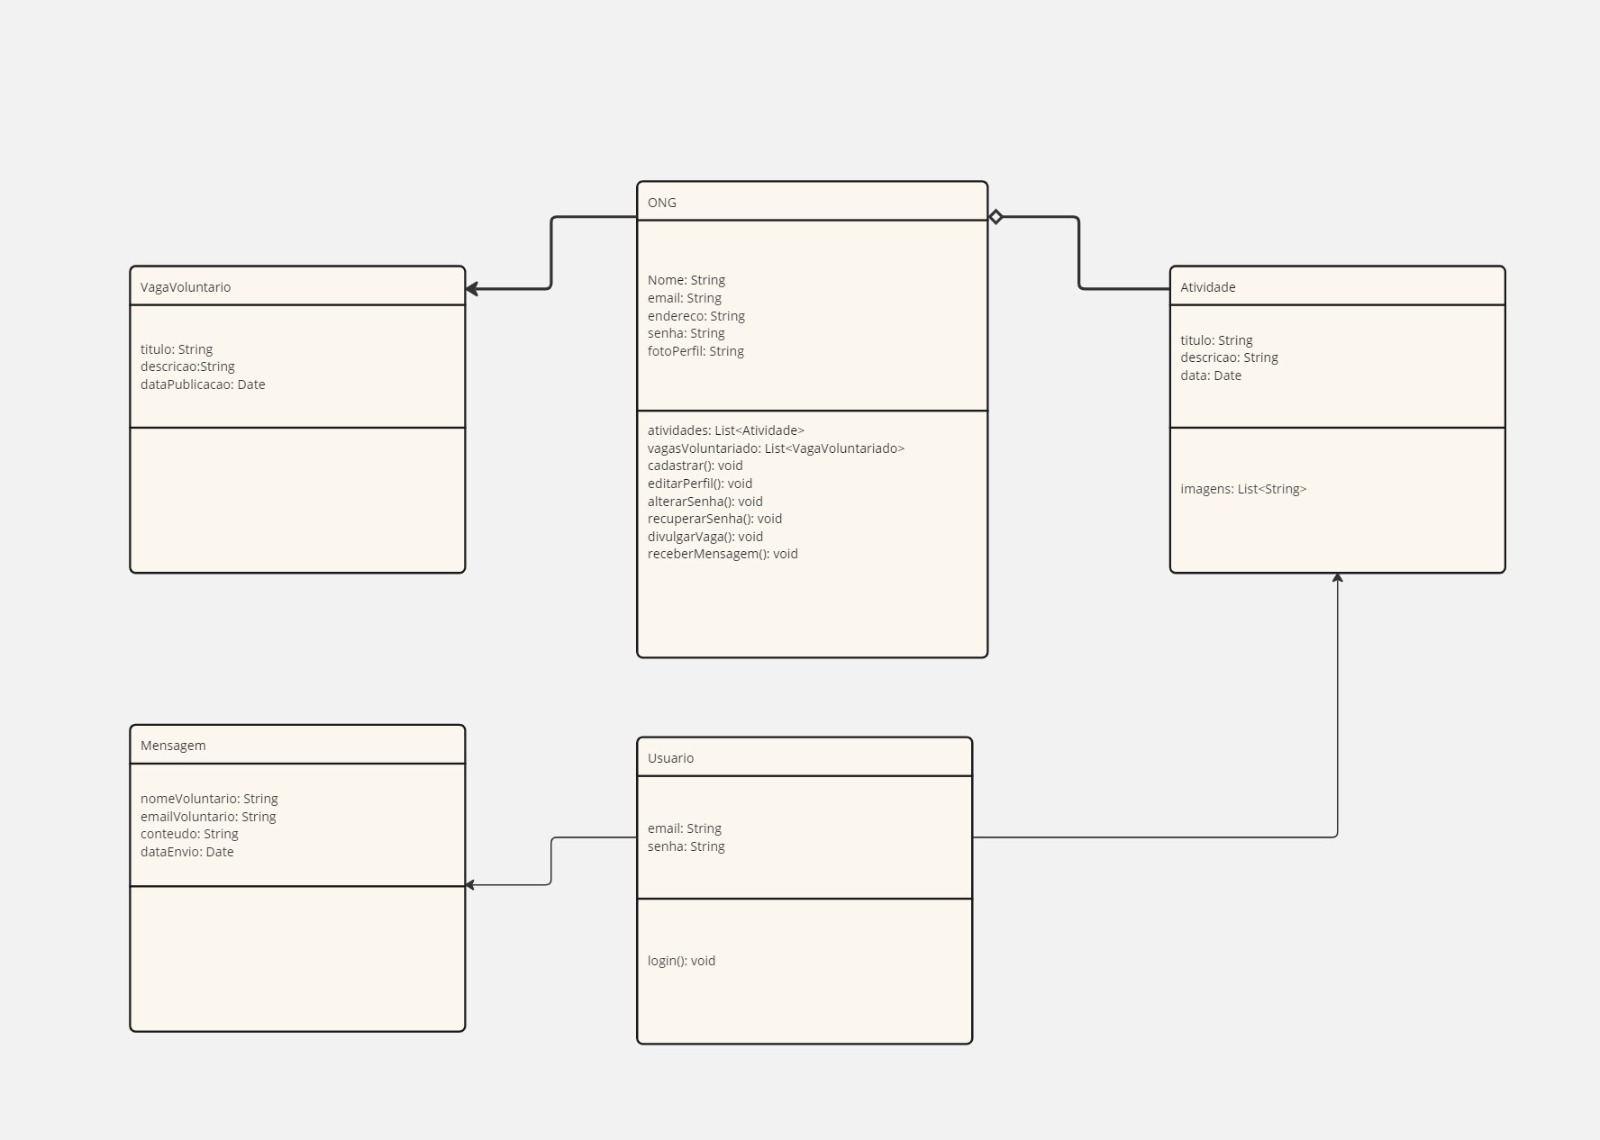 ONG
Nome: String
email: String
endereco: String
senha: String
fotoPerfil: String
atividades: List<Atividade>
vagasVoluntariado: List<VagaVoluntariado>
cadastrar(): void
editarPerfil(): void
alterarSenha(): void
recuperarSenha(): void
divulgarVaga(): void
receberMensagem(): void
VagaVoluntario
titulo: String
descricao:String
dataPublicacao: Date
Atividade
titulo: String
descricao: String
data: Date
imagens: List<String>
Mensagem
nomeVoluntario: String
emailVoluntario: String
conteudo: String
dataEnvio: Date
Usuario
email: String
senha: String
login(): void